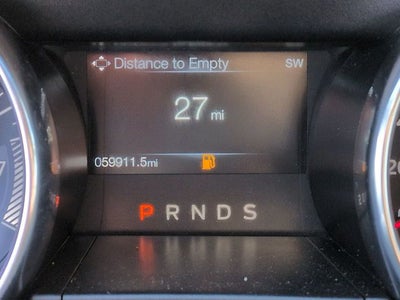 Distance to Empty SW
27 mi
059911.5mi
P R N D S